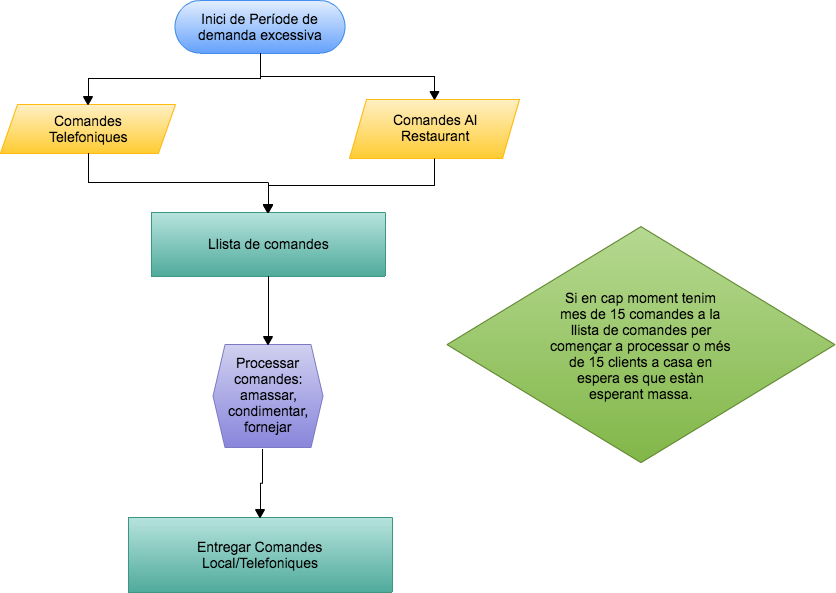 Inici de Període de
demanda excessiva
Comandes
Telefoniques
Comandes Al
Restaurant
Llista de comandes
Si en cap moment tenim
mes de 15 comandes a la
llista de comandes per
començar a processar o més
de 15 clients a casa en
espera es que estàn
esperant massa.
Processar
comandes:
amassar,
condimentar,
fornejar
Entregar Comandes
Local/Telefoniques